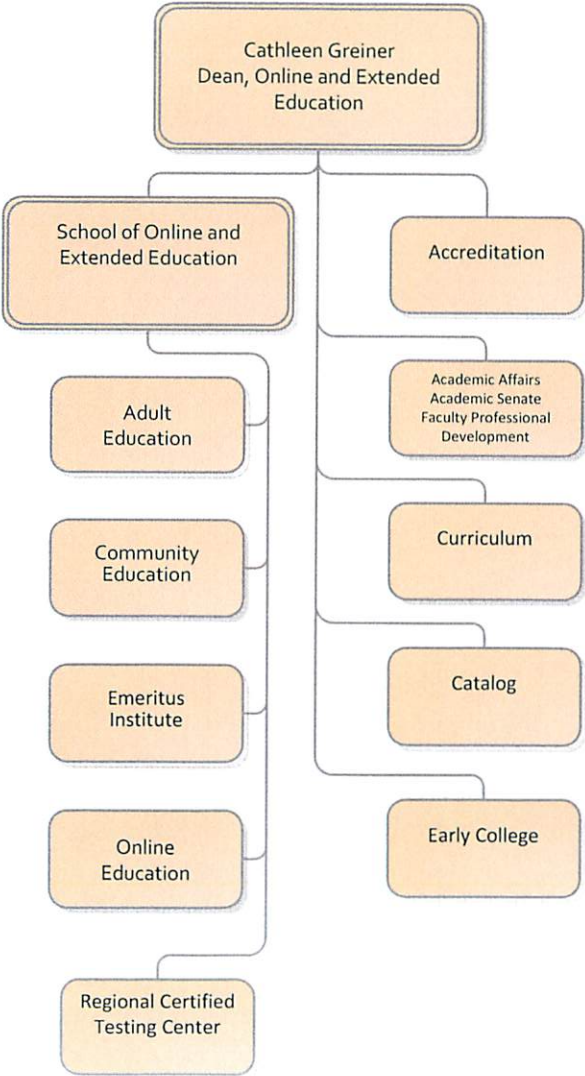 Cathleen Greiner
Dean, Online and Extended
Education
School of Online and
Extended Education
Adult
Education
Community
Education
Emeritus
Institute
Online
Education
Regional Certified
Testing Center
Accreditation
Academic Affairs
Academic Senate
Faculty Professional
Development
Curriculum
Catalog
Early College